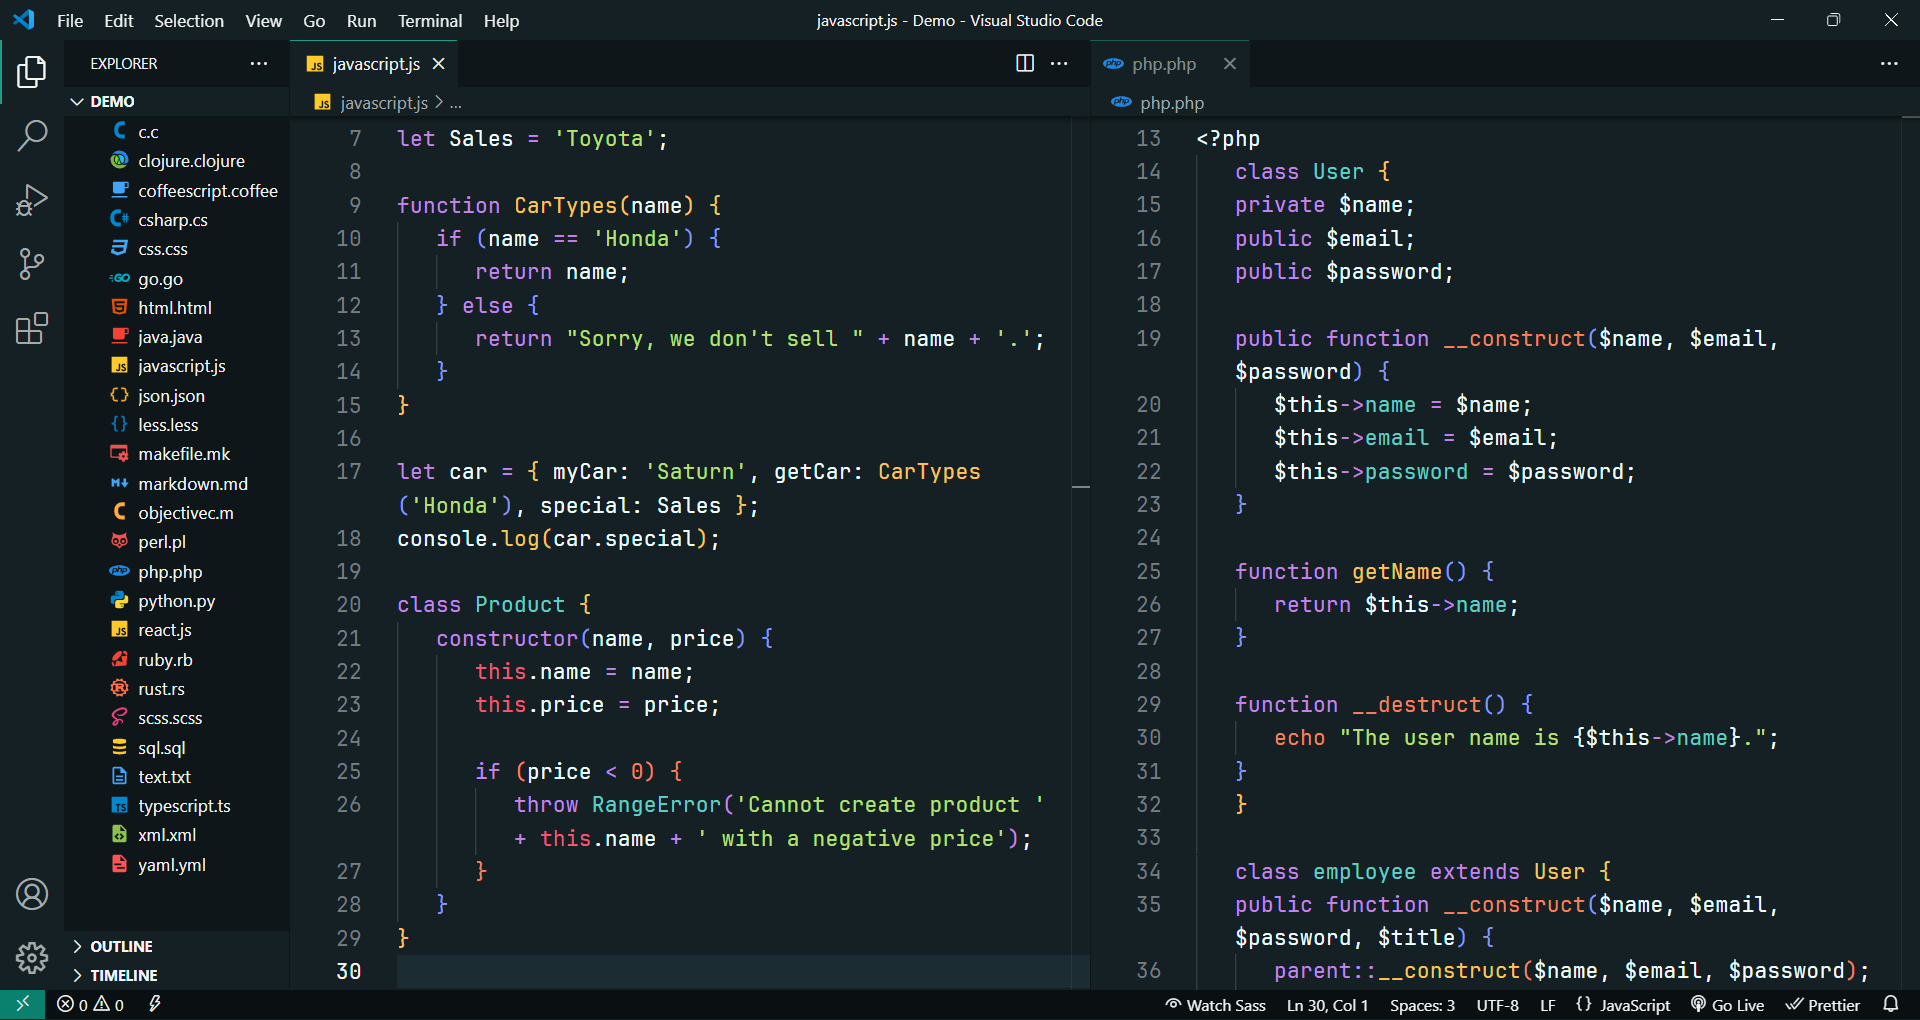 File Edit Selection View Go Run Terminal Help
javascript.js - Demo - Visual Studio Code
EXPLORER
DEMO
c.c
clojure.clojure
coffeescript.coffee
csharp.cs
css.css
go.go
html.html
java.java
javascript.js
json.json
less.less
makefile.mk
markdown.md
objectivec.m
perl.pl
php.php
python.py
react.js
ruby.rb
rust.rs
scss.scss
sql.sql
text.txt
typescript.ts
xml.xml
yaml.yml
OUTLINE
TIMELINE
JS javascript.js
JS javascript.js > ...
7 let Sales = 'Toyota';
8
9 function CarTypes(name) {
10 if (name == 'Honda') {
11 return name;
12 } else {
13 return "Sorry, we don't sell " + name + '.';
14 }
15 }
16
17 let car = { myCar: 'Saturn', getCar: CarTypes
('Honda'), special: Sales };
18 console.log(car.special);
19
20 class Product {
21 constructor(name, price) {
22 this.name = name;
23 this.price = price;
24
25 if (price < 0) {
26 throw RangeError('Cannot create product '
+ this.name + ' with a negative price');
27 }
28 }
29 }
30
php php.php
php php.php
13 <?php
14 class User {
15 private $name;
16 public $email;
17 public $password;
18
19 public function __construct($name, $email,
$password) {
20 $this->name = $name;
21 $this->email = $email;
22 $this->password = $password;
23 }
24
25 function getName() {
26 return $this->name;
27 }
28
29 function __destruct() {
30 echo "The user name is {$this->name}.";
31 }
32 }
33
34 class employee extends User {
35 public function __construct($name, $email,
$password, $title) {
36 parent::__construct($name, $email, $password);
0 0
Watch Sass Ln 30, Col 1 Spaces: 3 UTF-8 LF {} JavaScript Go Live Prettier